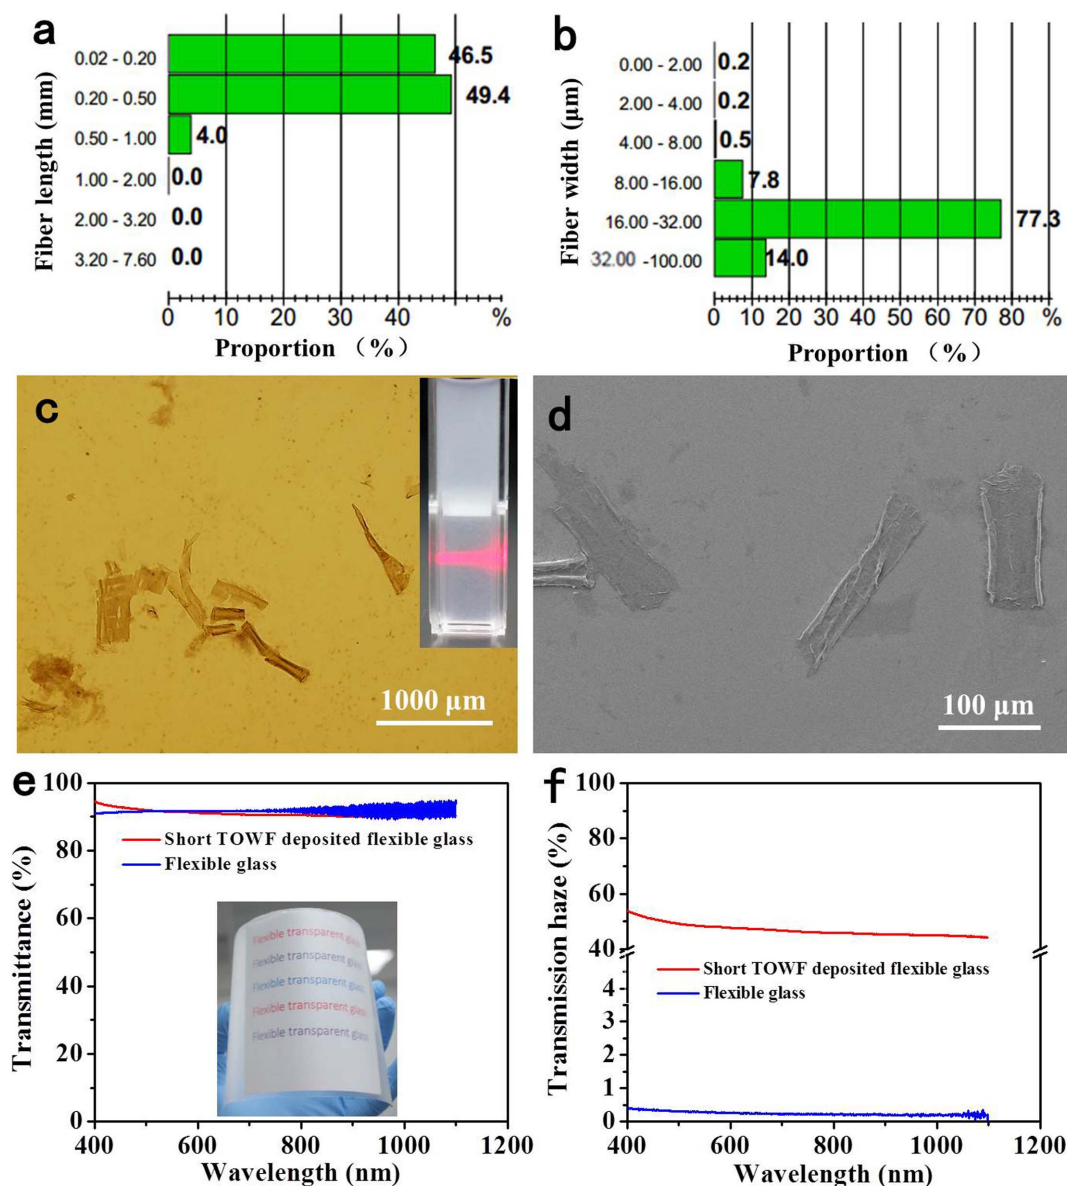 a
Fiber length (mm)
0.02 - 0.20
46.5
0.20 - 0.50
49.4
0.50 - 1.00
4.0
1.00 - 2.00
0.0
2.00 - 3.20
0.0
3.20 - 7.60
0.0
0 10 20 30 40 %
Proportion （%）
b
Fiber width (μm)
0.00 - 2.00
0.2
2.00 - 4.00
0.2
4.00 - 8.00
0.5
8.00 -16.00
7.8
16.00 -32.00
77.3
32.00 -100.00
14.0
0 10 20 30 40 50 60 70 80 %
Proportion （%）
c
1000 μm
d
100 μm
e
Transmittance (%)
100
80
60
40
20
0
Short TOWF deposited flexible glass
Flexible glass
Flexible transparent glass
Flexible transparent glass
Flexible transparent glass
Flexible transparent glass
Flexible transparent glass
400 600 800 1000 1200
Wavelength (nm)
f
Transmission haze (%)
100
80
60
40
4
3
2
1
0
Short TOWF deposited flexible glass
Flexible glass
400 600 800 1000 1200
Wavelength (nm)